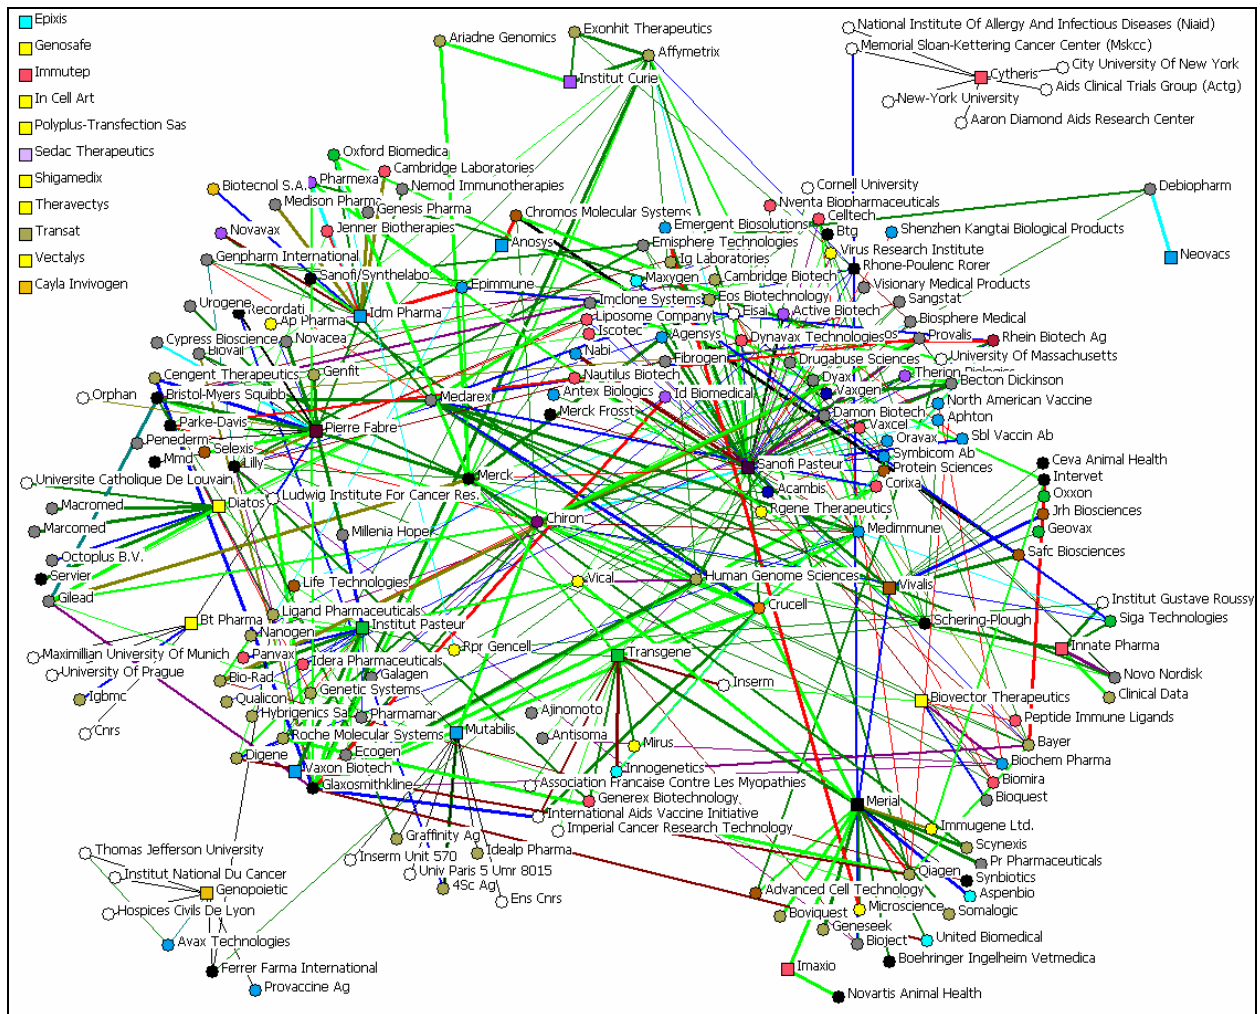 Epixis
Genosafe
Immutep
In Cell Art
Polyplus-Transfection Sas
Sedac Therapeutics
Shigamedix
Theravectys
Transat
Vectalys
Cayla Invivogen
Ariadne Genomics
Exonhit Therapeutics
Affymetrix
Institut Curie
National Institute Of Allergy And Infectious Diseases (Niaid)
Memorial Sloan-Kettering Cancer Center (Mskcc)
City University Of New York
Cytheris
Aids Clinical Trials Group (Actg)
New-York University
Aaron Diamond Aids Research Center
Oxford Biomedica
Cambridge Laboratories
Biotecnol S.A.
Pharmexa
Nemod Immunotherapies
Medison Pharma
Genesis Pharma
Cornell University
Debiopharm
Nventa Biopharmaceuticals
Chromos Molecular Systems
Celltech
Novavax
Jenner Biotherapies
Emergent Biosolutions
Btg
Shenzhen Kangtai Biological Products
Anosys
Emisphere Technologies
Virus Research Institute
Neovacs
Genpharm International
Ig Laboratories
Rhone-Poulenc Rorer
Sanofi/Synthelabo
Maxygen
Cambridge Biotech
Visionary Medical Products
Epimmune
Eos Biotechnology
Sangstat
Urogene
Recordati
Idm Pharma
Imclone Systems
Eisai
Active Biotech
Biosphere Medical
Ap Pharma
Liposome Company
Cypress Bioscience
Novacea
Iscotec
Agensys
Dynavax Technologies
Provalis
Rhein Biotech Ag
Biovail
Nabi
Fibrogen
Drugabuse Sciences
University Of Massachusetts
Cengent Therapeutics
Genfit
Nautilus Biotech
Dyax
Therion Biologics
Becton Dickinson
Orphan
Bristol-Myers Squibb
Medarex
Antex Biologics
Id Biomedical
Vaxgen
North American Vaccine
Parke-Davis
Pierre Fabre
Merck Frosst
Damon Biotech
Aphton
Penederm
Selexis
Vaxcel
Oravax
Sbl Vaccin Ab
Mmd
Lilly
Merck
Sanofi Pasteur
Symbicom Ab
Protein Sciences
Ceva Animal Health
Intervet
Universite Catholique De Louvain
Ludwig Institute For Cancer Res.
Acambis
Corixa
Oxxon
Macromed
Diatos
Rgene Therapeutics
Jrh Biosciences
Marcomed
Millenia Hope
Chiron
Medimmune
Geovax
Octoplus B.V.
Safc Biosciences
Servier
Life Technologies
Vical
Human Genome Sciences
Vivalis
Gilead
Ligand Pharmaceuticals
Crucell
Institut Gustave Roussy
Bt Pharma
Nanogen
Institut Pasteur
Schering-Plough
Siga Technologies
Maximillian University Of Munich
Panvax
Idera Pharmaceuticals
Rpr Gencell
Transgene
Innate Pharma
University Of Prague
Bio-Rad
Galagen
Inserm
Novo Nordisk
Igbmc
Qualicon
Genetic Systems
Biovector Therapeutics
Clinical Data
Hybrigenics Sa
Pharmamar
Ajinomoto
Peptide Immune Ligands
Cnrs
Roche Molecular Systems
Mutabilis
Antisoma
Mirus
Bayer
Digene
Ecogen
Vaxon Biotech
Innogenetics
Biochem Pharma
Glaxosmithkline
Association Francaise Contre Les Myopathies
Biomira
Generex Biotechnology
Bioquest
International Aids Vaccine Initiative
Merial
Imperial Cancer Research Technology
Immugene Ltd.
Graffinity Ag
Idealp Pharma
Scynexis
Thomas Jefferson University
Inserm Unit 570
Pr Pharmaceuticals
Institut National Du Cancer
Univ Paris 5 Umr 8015
Qiagen
Synbiotics
Genopoietic
4Sc Ag
Ens Cnrs
Advanced Cell Technology
Aspenbio
Hospices Civils De Lyon
Boviquest
Microscience
Somalogic
Geneseek
Avax Technologies
Bioject
United Biomedical
Ferrer Farma International
Imaxio
Boehringer Ingelheim Vetmedica
Provaccine Ag
Novartis Animal Health